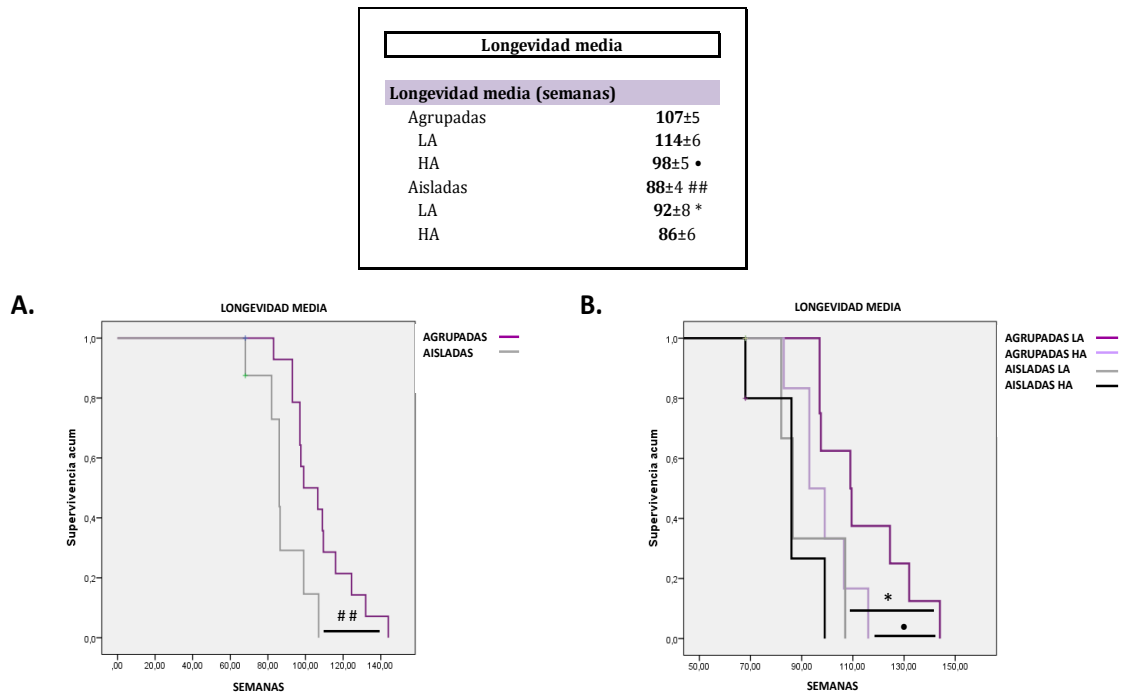 Longevidad media
Longevidad media (semanas)
Agrupadas 107±5
LA 114±6
HA 98±5 •
Aisladas 88±4 ##
LA 92±8 *
HA 86±6
A.
LONGEVIDAD MEDIA
AGRUPADAS
AISLADAS
Supervivencia acum
1,0
0,8
0,6
0,4
0,2
0,0
##
,00 20,00 40,00 60,00 80,00 100,00 120,00 140,00
SEMANAS
B.
LONGEVIDAD MEDIA
AGRUPADAS LA
AGRUPADAS HA
AISLADAS LA
AISLADAS HA
Supervivencia acum
1,0
0,8
0,6
0,4
0,2
0,0
*
•
50,00 70,00 90,00 110,00 130,00 150,00
SEMANAS